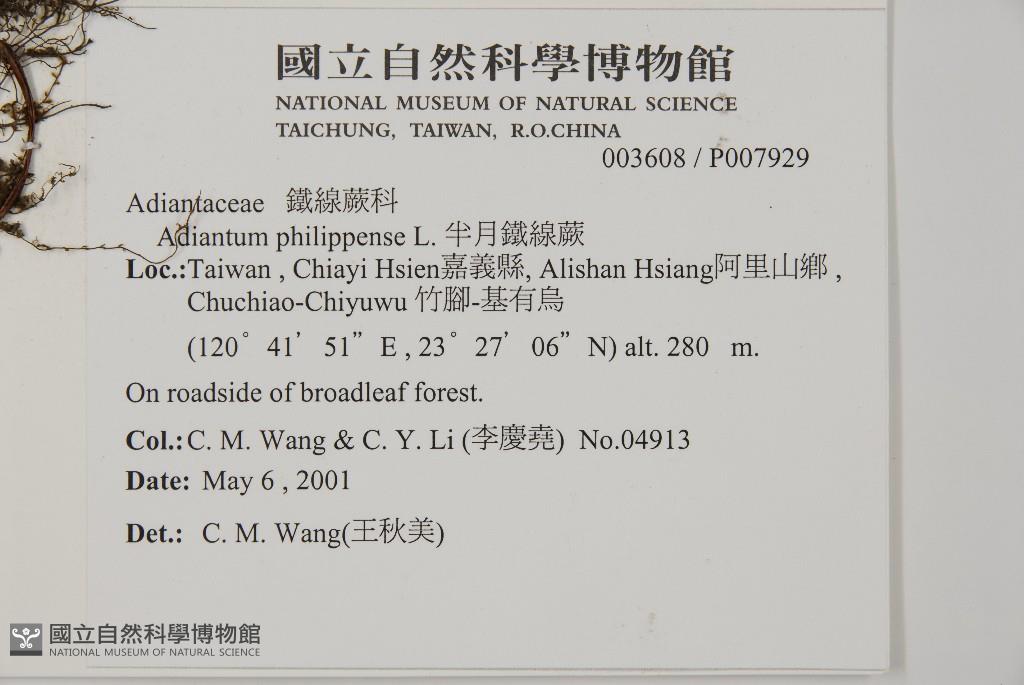 國立自然科學博物館
NATIONAL MUSEUM OF NATURAL SCIENCE
TAICHUNG, TAIWAN, R.O.CHINA
003608 / P007929
Adiantaceae 鐵線蕨科
Adiantum philippense L. 半月鐵線蕨
Loc.:Taiwan , Chiayi Hsien嘉義縣, Alishan Hsiang阿里山鄉 ,
Chuchiao-Chiyuwu 竹腳-基有烏
(120° 41’ 51” E , 23° 27’ 06” N) alt. 280 m.
On roadside of broadleaf forest.
Col.:C. M. Wang & C. Y. Li (李慶堯) No.04913
Date: May 6 , 2001
Det.: C. M. Wang(王秋美)
國立自然科學博物館
NATIONAL MUSEUM OF NATURAL SCIENCE